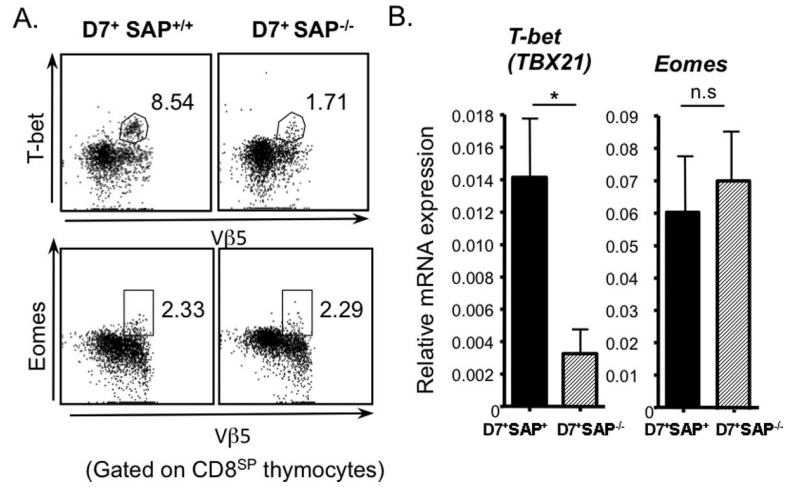 A.
D7⁺ SAP⁺/⁺ D7⁺ SAP⁻/⁻
T-bet
8.54
1.71
Vβ5
Eomes
2.33
2.29
Vβ5
(Gated on CD8ˢᴾ thymocytes)
B.
T-bet
(TBX21)
Eomes
*
n.s
Relative mRNA expression
0.018
0.016
0.014
0.012
0.010
0.008
0.006
0.004
0.002
0
D7⁺SAP⁺ D7⁺SAP⁻/⁻
0.09
0.08
0.07
0.06
0.05
0.04
0.03
0.02
0.01
0
D7⁺SAP⁺ D7⁺SAP⁻/⁻